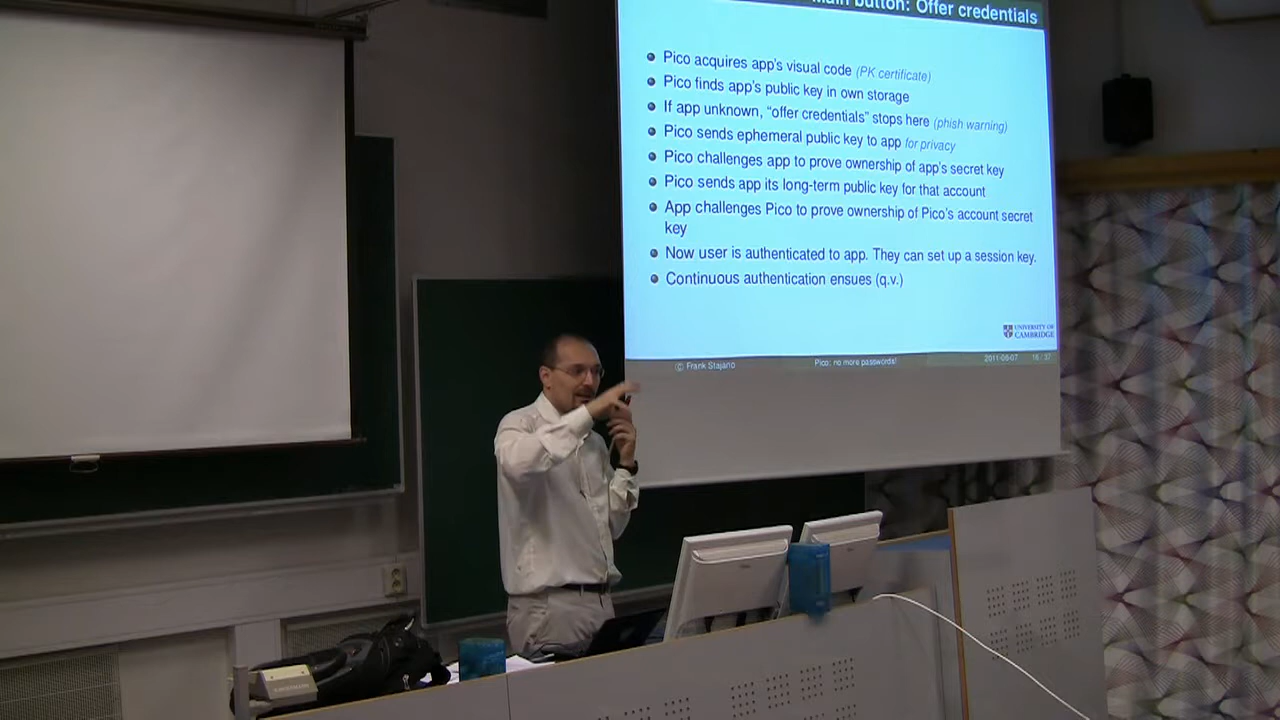 Main button: Offer credentials
Pico acquires app's visual code (PK certificate)
Pico finds app's public key in own storage
If app unknown, "offer credentials" stops here (phish warning)
Pico sends ephemeral public key to app for privacy
Pico challenges app to prove ownership of app's secret key
Pico sends app its long-term public key for that account
App challenges Pico to prove ownership of Pico's account secret
key
Now user is authenticated to app. They can set up a session key.
Continuous authentication ensues (q.v.)
UNIVERSITY OF
CAMBRIDGE
© Frank Stajano
Pico: no more passwords!
2011-06-07